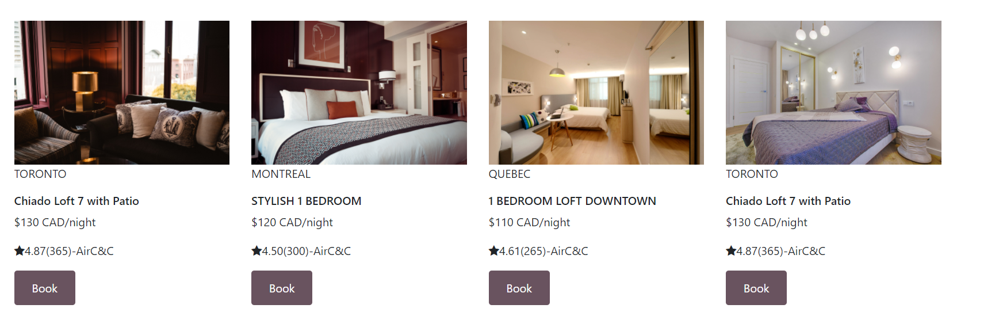 TORONTO
Chiado Loft 7 with Patio
$130 CAD/night
4.87(365)-AirC&C
Book
MONTREAL
STYLISH 1 BEDROOM
$120 CAD/night
4.50(300)-AirC&C
Book
QUEBEC
1 BEDROOM LOFT DOWNTOWN
$110 CAD/night
4.61(265)-AirC&C
Book
TORONTO
Chiado Loft 7 with Patio
$130 CAD/night
4.87(365)-AirC&C
Book